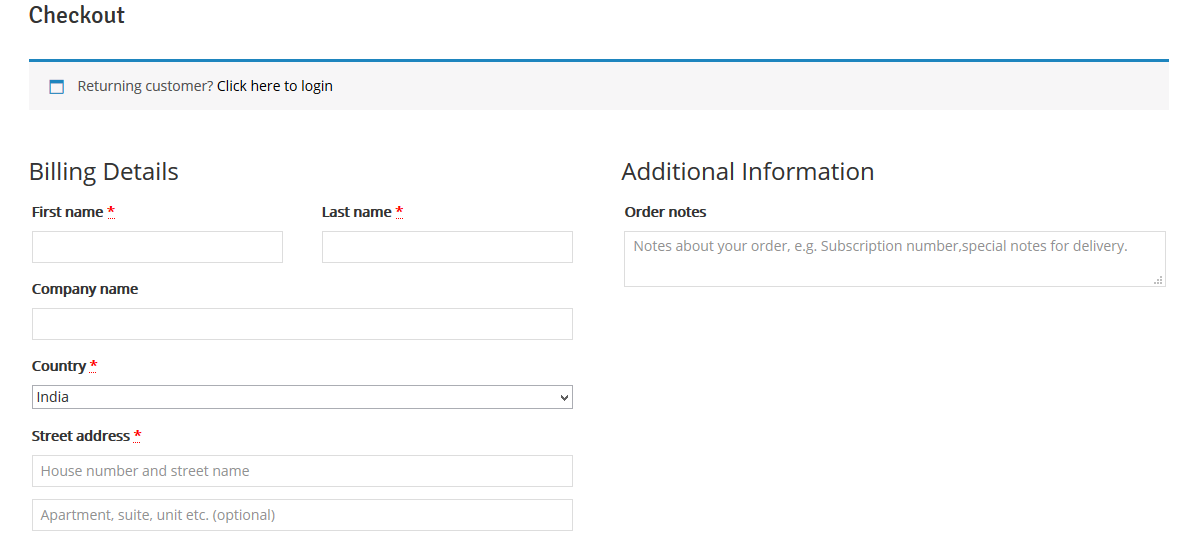 Checkout
Returning customer? Click here to login
Billing Details
First name *
Last name *
Company name
Country *
India
Street address *
House number and street name
Apartment, suite, unit etc. (optional)
Additional Information
Order notes
Notes about your order, e.g. Subscription number,special notes for delivery.